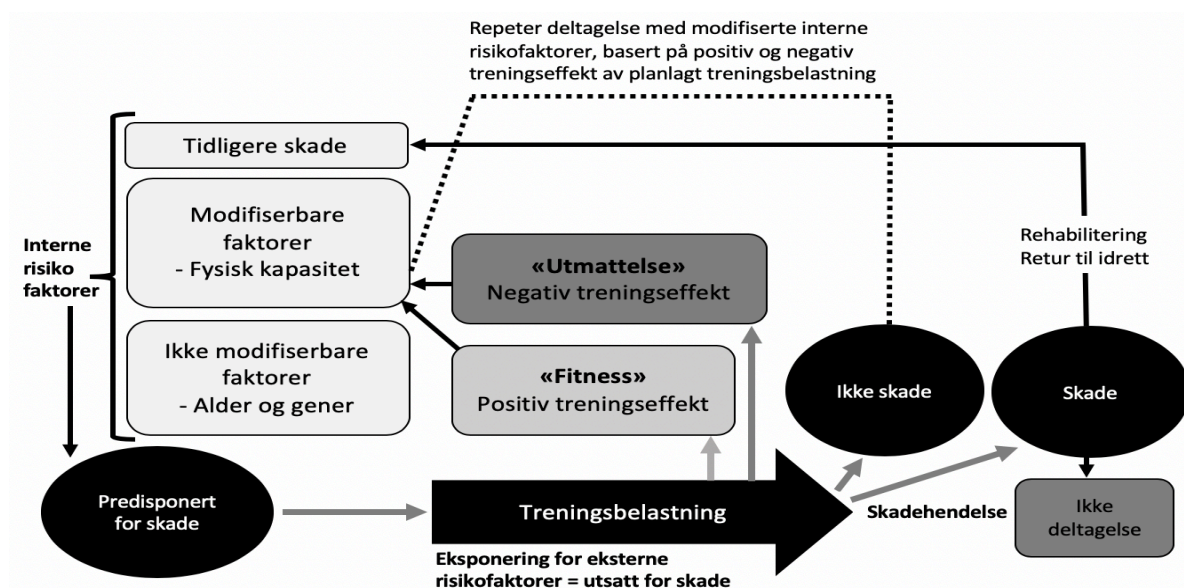 Repeter deltagelse med modifiserte interne
risikofaktorer, basert på positiv og negativ
treningseffekt av planlagt treningsbelastning
Tidligere skade
Modifiserbare
faktorer
- Fysisk kapasitet
Interne
risiko
faktorer
Ikke modifiserbare
faktorer
- Alder og gener
«Utmattelse»
Negativ treningseffekt
«Fitness»
Positiv treningseffekt
Rehabilitering
Retur til idrett
Ikke skade
Skade
Predisponert
for skade
Treningsbelastning
Skadehendelse
Ikke
deltagelse
Eksponering for eksterne
risikofaktorer = utsatt for skade